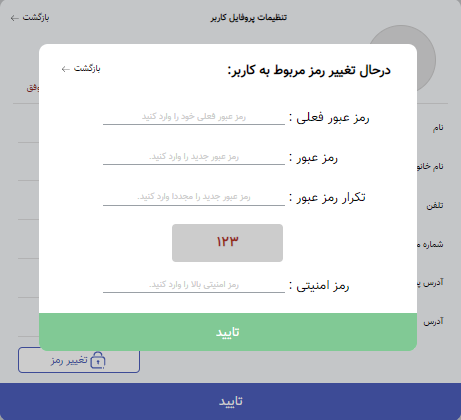 تنظیمات پروفایل کاربر
بازگشت
درحال تغییر رمز مربوط به کاربر:
بازگشت
رمز عبور فعلی :
رمز عبور فعلی خود را وارد کنید
رمز عبور :
رمز عبور جدید را وارد کنید.
تکرار رمز عبور :
رمز عبور جدید را مجددا وارد کنید.
۱۲۳
رمز امنیتی :
رمز امنیتی بالا را وارد کنید.
تایید
نام
تلفن
شماره
آدرس
آدرس
تغییر رمز
تایید